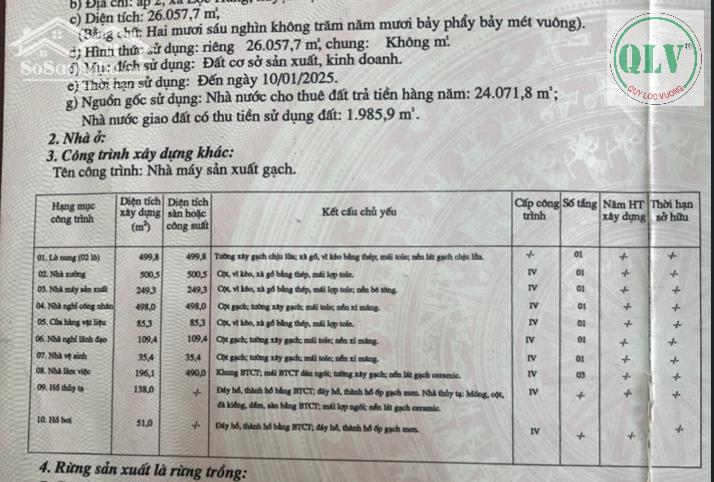 b) Địa chỉ: ấp 2, xã Lộc Hưng,
c) Diện tích: 26.057,7 m²,
(Bằng chữ: Hai mươi sáu nghìn không trăm năm mươi bảy phẩy bảy mét vuông).
d) Hình thức sử dụng: riêng 26.057,7 m², chung: Không m².
đ) Mục đích sử dụng: Đất cơ sở sản xuất, kinh doanh.
e) Thời hạn sử dụng: Đến ngày 10/01/2025.
g) Nguồn gốc sử dụng: Nhà nước cho thuê đất trả tiền hàng năm: 24.071,8 m²;
Nhà nước giao đất có thu tiền sử dụng đất: 1.985,9 m².
QLV
QUY LOC VUONG
2. Nhà ở:
3. Công trình xây dựng khác:
Tên công trình: Nhà máy sản xuất gạch.
Hạng mục công trình | Diện tích xây dựng (m²) | Diện tích sàn hoặc công suất | Kết cấu chủ yếu | Cấp công trình | Số tầng | Năm HT xây dựng | Thời hạn sở hữu
01. Lò nung (02 lò) | 499,8 | 499,8 | Tường xây gạch chịu lửa; xà gồ, vì kèo bằng thép; mái tole; nền lát gạch chịu lửa. | -/- | 01 | -/- | -/-
02. Nhà xưởng | 500,5 | 500,5 | Cột, vì kèo, xà gồ bằng thép, mái lợp tole. | IV | 01 | -/- | -/-
03. Nhà máy sản xuất | 249,3 | 249,3 | Cột, vì kèo, xà gồ bằng thép, mái lợp tole; nền bê tông. | IV | 01 | -/- | -/-
04. Nhà nghỉ công nhân | 498,0 | 498,0 | Cột gạch; tường xây gạch; mái tole; nền xi măng. | IV | 01 | -/- | -/-
05. Cửa hàng vật liệu | 85,3 | 85,3 | Cột, vì kèo, xà gồ bằng thép, mái lợp tole. | IV | 01 | -/- | -/-
06. Nhà nghỉ lãnh đạo | 109,4 | 109,4 | Cột gạch; tường xây gạch; mái tole; nền xi măng. | IV | 01 | -/- | -/-
07. Nhà vệ sinh | 35,4 | 35,4 | Cột gạch; tường xây gạch; mái tole; nền xi măng. | IV | 01 | -/- | -/-
08. Nhà làm việc | 196,1 | 490,0 | Khung BTCT; mái BTCT dán ngói; tường xây gạch; nền lát gạch ceramic. | IV | 03 | -/- | -/-
09. Hồ thủy tạ | 138,0 | -/- | Đáy hồ, thành hồ bằng BTCT; đáy hồ, thành hồ ốp gạch men. Nhà thủy tạ: Móng, cột, | IV | -/- | -/- | -/-
đà kiềng, dầm, sàn bằng BTCT; mái lợp ngói; nền lát gạch ceramic.
10. Hồ bơi | 51,0 | -/- | Đáy hồ, thành hồ bằng BTCT; đáy hồ, thành hồ ốp gạch men. | IV | -/- | -/- | -/-
4. Rừng sản xuất là rừng trồng: